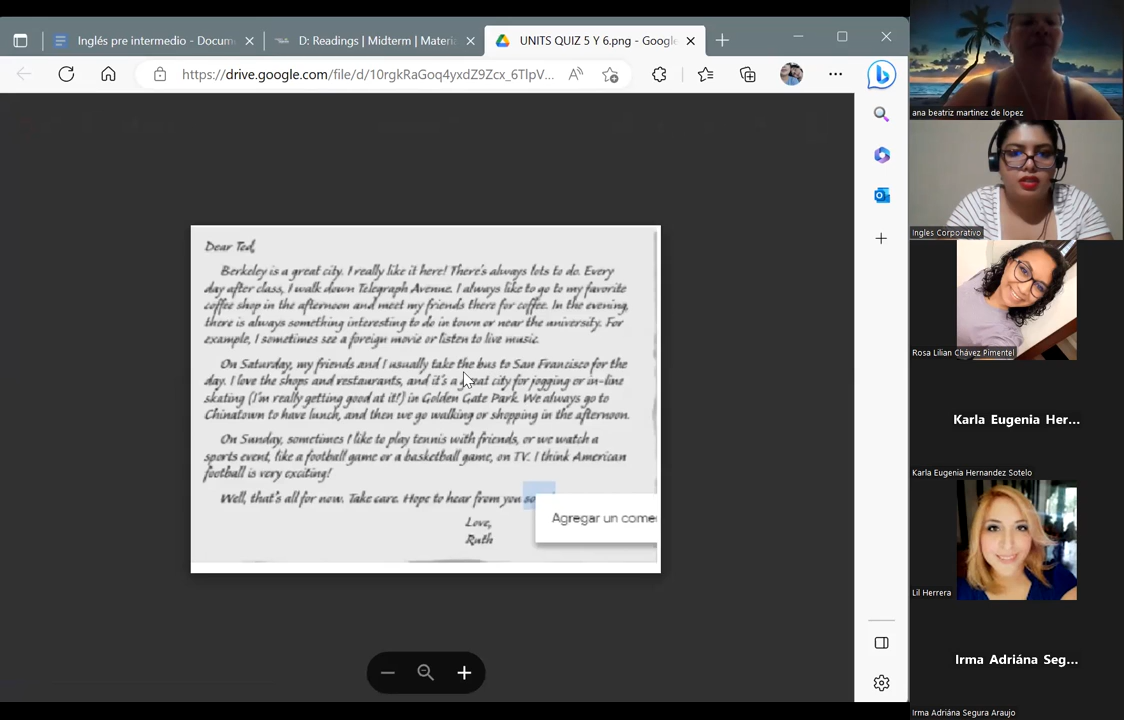 Inglés pre intermedio - Docum
D: Readings | Midterm | Materi
UNITS QUIZ 5 Y 6.png - Google
https://drive.google.com/file/d/10rgkRaGoq4yxdZ9Zcx_6TlpV...
Dear Ted,
Berkeley is a great city. I really like it here! There's always lots to do. Every
day after class, I walk down Telegraph Avenue. I always like to go to my favorite
coffee shop in the afternoon and meet my friends there for coffee. In the evening,
there is always something interesting to do in town or near the university. For
example, I sometimes see a foreign movie or listen to live music.
On Saturday, my friends and I usually take the bus to San Francisco for the
day. I love the shops and restaurants, and it's a great city for jogging or in-line
skating (I'm really getting good at it!) in Golden Gate Park. We always go to
Chinatown to have lunch, and then we go walking or shopping in the afternoon.
On Sunday, sometimes I like to play tennis with friends, or we watch a
sports event, like a football game or a basketball game, on TV. I think American
football is very exciting!
Well, that's all for now. Take care. Hope to hear from you so
Agregar un come
Love,
Ruth
ana beatriz martinez de lopez
Ingles Corporativo
Rosa Lilian Chávez Pimentel
Karla Eugenia Her...
Karla Eugenia Hernandez Sotelo
Lil Herrera
Irma Adriána Seg...
Irma Adriána Segura Araujo